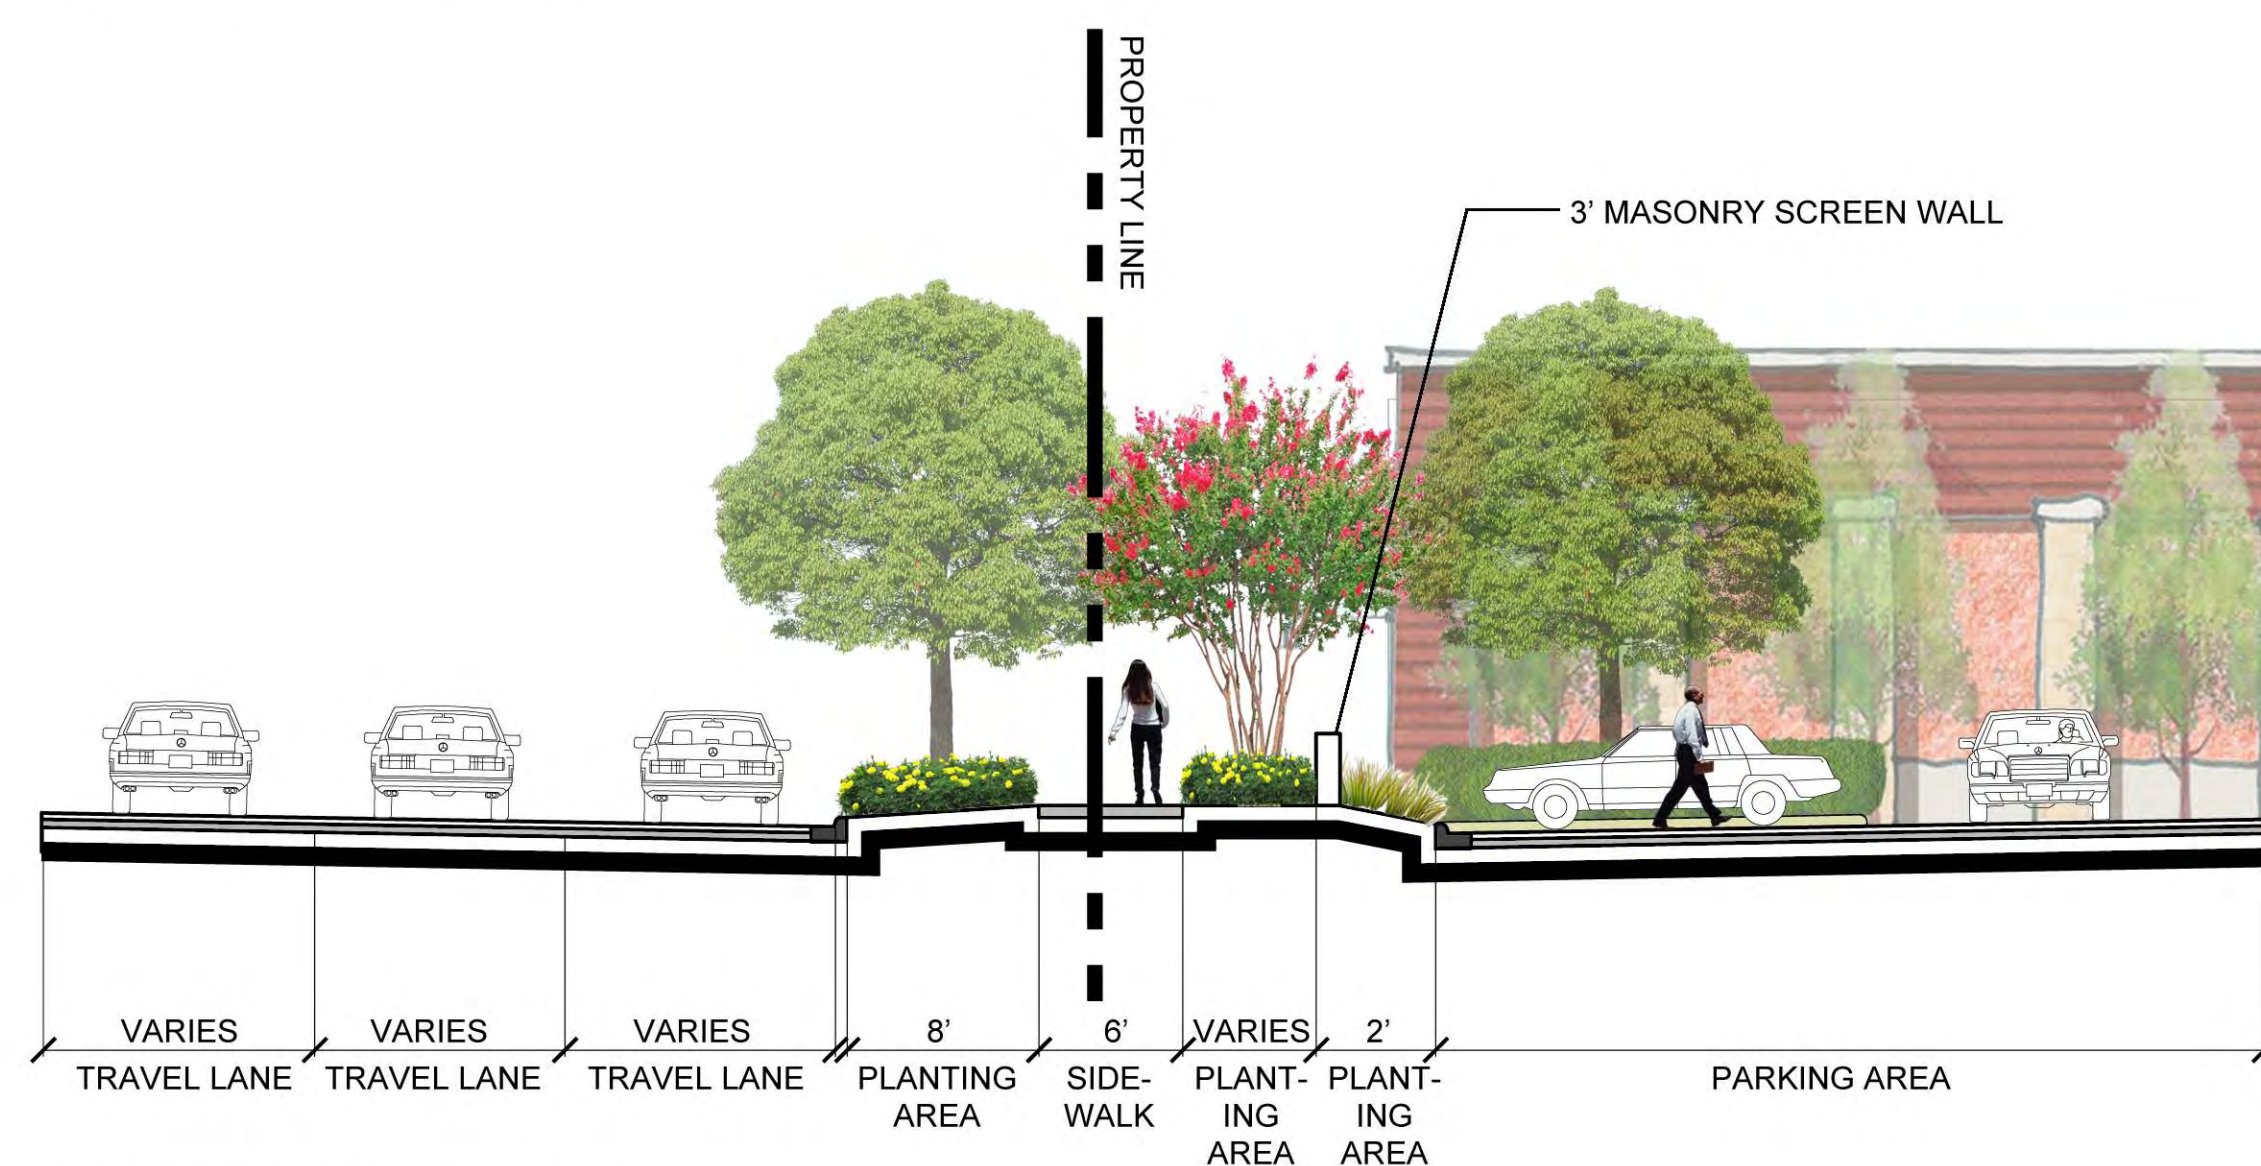 PROPERTY LINE
3' MASONRY SCREEN WALL
VARIES
TRAVEL LANE
VARIES
TRAVEL LANE
VARIES
TRAVEL LANE
8'
PLANTING
AREA
6'
SIDE-
WALK
VARIES
PLANT-
ING
AREA
2'
PLANT-
ING
AREA
PARKING AREA